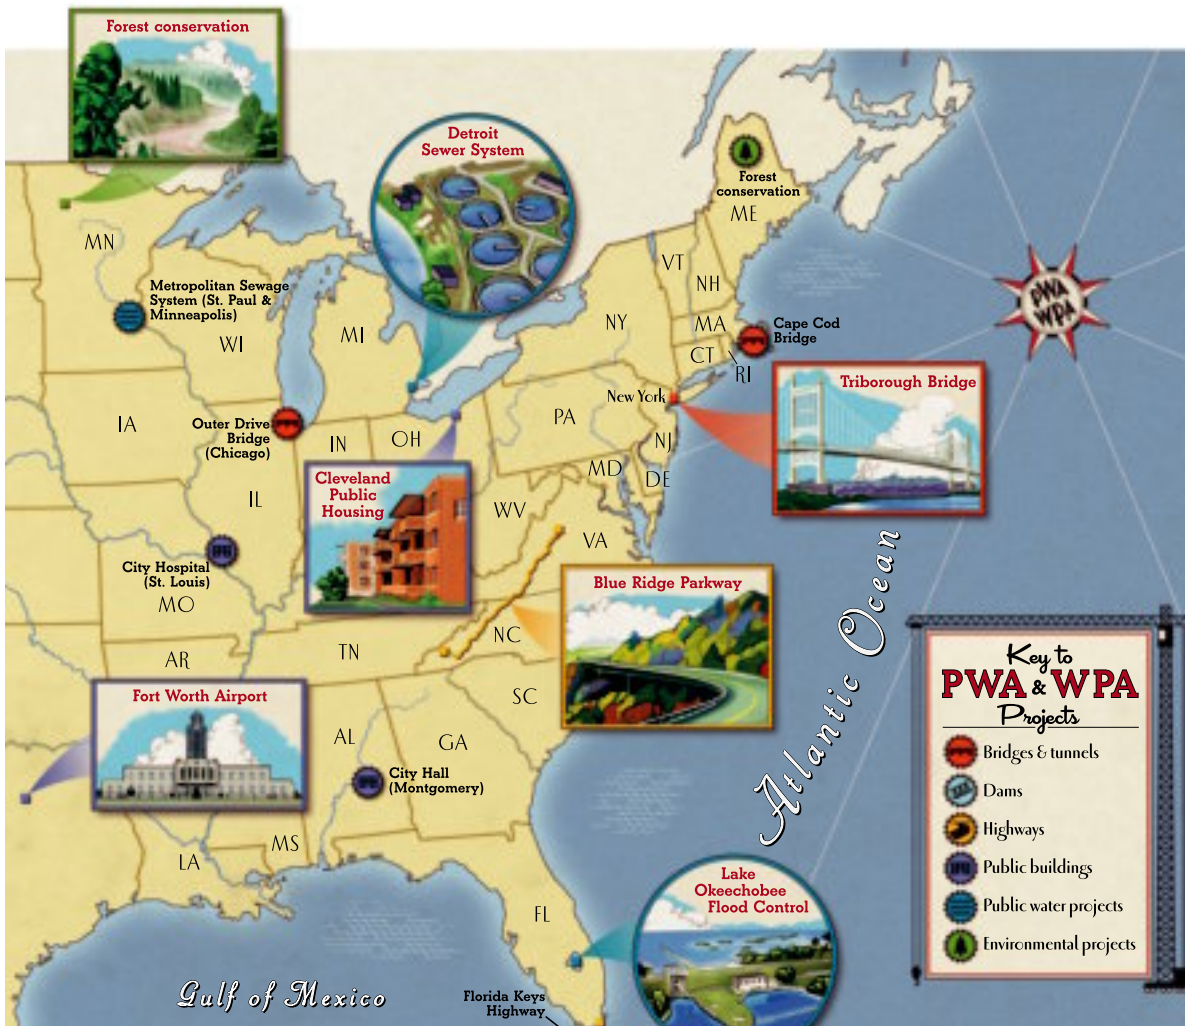 Forest conservation
Detroit
Sewer System
Forest
conservation
ME
MN
VT
NH
Metropolitan Sewage
System (St. Paul &
Minneapolis)
WI
MI
NY
MA
CT
RI
Cape Cod
Bridge
PWA
WPA
Triborough Bridge
New York
IA
Outer Drive
Bridge
(Chicago)
IN
OH
PA
NJ
MD
DE
Cleveland
Public
Housing
IL
WV
VA
City Hospital
(St. Louis)
MO
Blue Ridge Parkway
NC
TN
AR
SC
Fort Worth Airport
AL
GA
City Hall
(Montgomery)
MS
LA
FL
Lake
Okeechobee
Flood Control
Atlantic Ocean
Gulf of Mexico
Florida Keys
Highway
Key to
PWA & WPA
Projects
Bridges & tunnels
Dams
Highways
Public buildings
Public water projects
Environmental projects